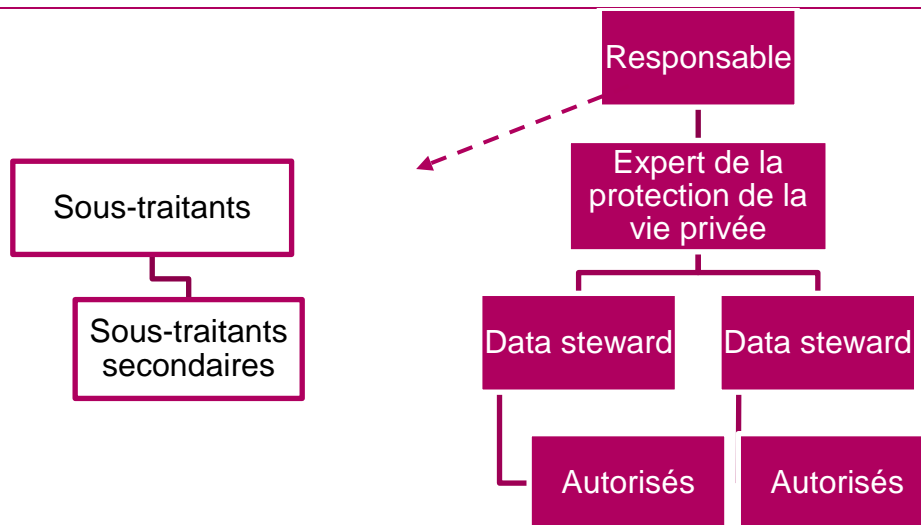 Responsable
Expert de la
protection de la
vie privée
Sous-traitants
Sous-traitants
secondaires
Data steward
Data steward
Autorisés
Autorisés